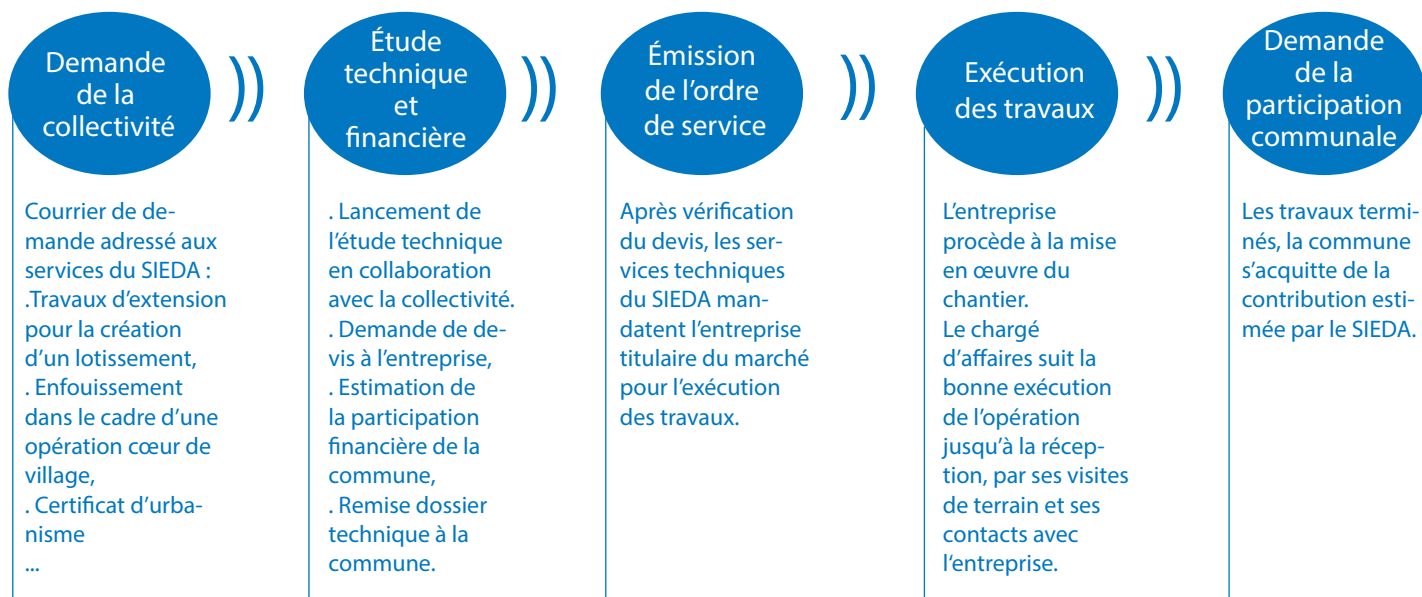 Demande
de la
collectivité
))
Étude
technique
et
financière
))
Émission
de l’ordre
de service
))
Exécution
des travaux
))
Demande
de la
participation
communale
Courrier de de-
mande adressé aux
services du SIEDA :
.Travaux d’extension
pour la création
d’un lotissement,
. Enfouissement
dans le cadre d’une
opération cœur de
village,
. Certificat d’urba-
nisme
...
. Lancement de
l’étude technique
en collaboration
avec la collectivité.
. Demande de de-
vis à l’entreprise,
. Estimation de
la participation
financière de la
commune,
. Remise dossier
technique à la
commune.
Après vérification
du devis, les ser-
vices techniques
du SIEDA man-
datent l’entreprise
titulaire du marché
pour l’exécution
des travaux.
L’entreprise
procède à la mise
en œuvre du
chantier.
Le chargé
d’affaires suit la
bonne exécution
de l’opération
jusqu’à la récep-
tion, par ses visites
de terrain et ses
contacts avec
l‘entreprise.
Les travaux termi-
nés, la commune
s’acquitte de la
contribution esti-
mée par le SIEDA.